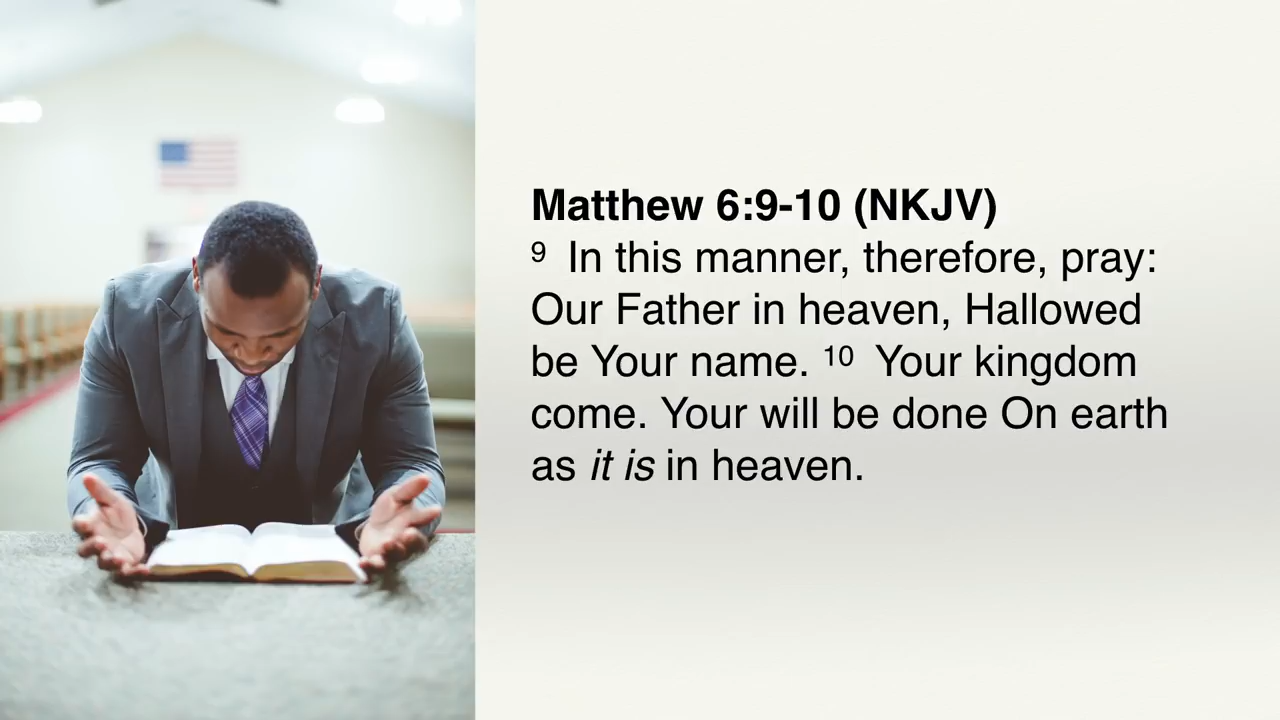 Matthew 6:9-10 (NKJV)
9 In this manner, therefore, pray:
Our Father in heaven, Hallowed
be Your name. 10 Your kingdom
come. Your will be done On earth
as it is in heaven.